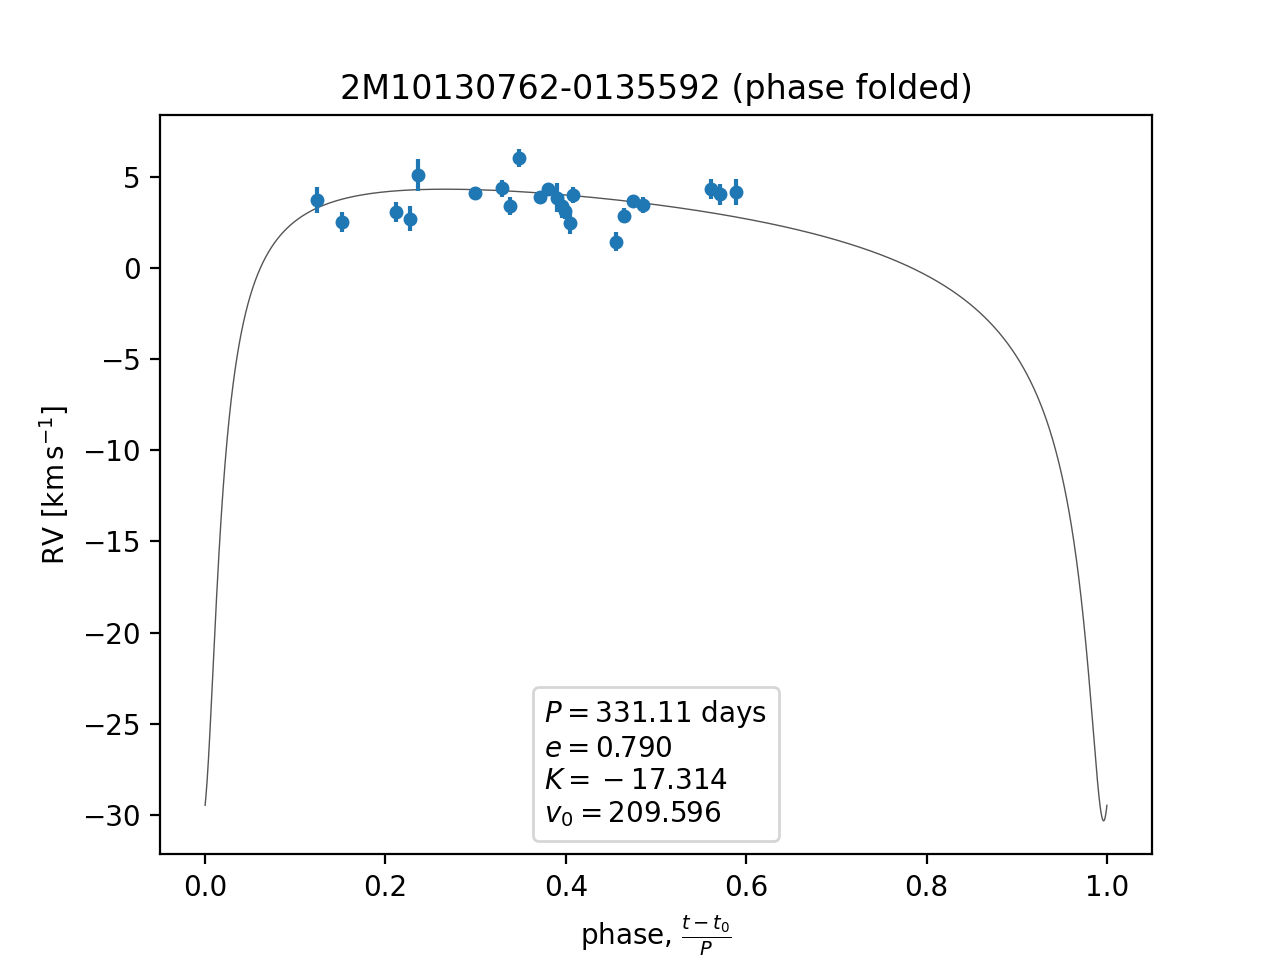 2M10130762-0135592 (phase folded)
RV [km s⁻¹]
5
0
−5
−10
−15
−20
−25
−30
P = 331.11 days
e = 0.790
K = − 17.314
v₀ = 209.596
0.0 0.2 0.4 0.6 0.8 1.0
phase, (t − t₀)/P